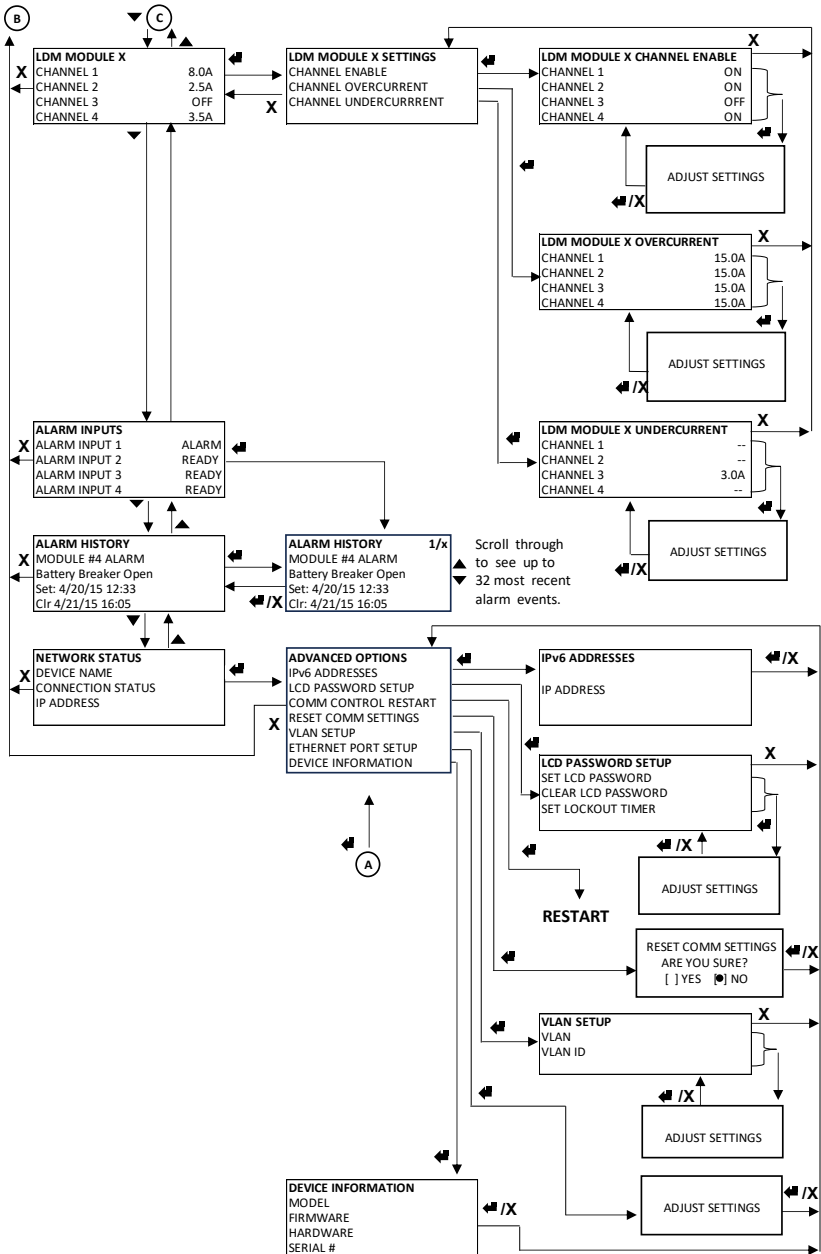 B
C
LDM MODULE X
CHANNEL 1 8.0A
CHANNEL 2 2.5A
CHANNEL 3 OFF
CHANNEL 4 3.5A
X
LDM MODULE X SETTINGS
CHANNEL ENABLE
CHANNEL OVERCURRENT
CHANNEL UNDERCURRRENT
X
LDM MODULE X CHANNEL ENABLE
CHANNEL 1 ON
CHANNEL 2 ON
CHANNEL 3 OFF
CHANNEL 4 ON
X
ADJUST SETTINGS
/X
LDM MODULE X OVERCURRENT
CHANNEL 1 15.0A
CHANNEL 2 15.0A
CHANNEL 3 15.0A
CHANNEL 4 15.0A
X
ADJUST SETTINGS
/X
ALARM INPUTS
ALARM INPUT 1 ALARM
ALARM INPUT 2 READY
ALARM INPUT 3 READY
ALARM INPUT 4 READY
X
LDM MODULE X UNDERCURRENT
CHANNEL 1 --
CHANNEL 2 --
CHANNEL 3 3.0A
CHANNEL 4 --
X
ADJUST SETTINGS
/X
ALARM HISTORY
MODULE #4 ALARM
Battery Breaker Open
Set: 4/20/15 12:33
Clr 4/21/15 16:05
X
ALARM HISTORY 1/x
MODULE #4 ALARM
Battery Breaker Open
Set: 4/20/15 12:33
Clr: 4/21/15 16:05
/X
Scroll through
to see up to
32 most recent
alarm events.
NETWORK STATUS
DEVICE NAME
CONNECTION STATUS
IP ADDRESS
X
ADVANCED OPTIONS
IPv6 ADDRESSES
LCD PASSWORD SETUP
COMM CONTROL RESTART
RESET COMM SETTINGS
VLAN SETUP
ETHERNET PORT SETUP
DEVICE INFORMATION
X
A
IPv6 ADDRESSES
IP ADDRESS
/X
LCD PASSWORD SETUP
SET LCD PASSWORD
CLEAR LCD PASSWORD
SET LOCKOUT TIMER
X
/X
ADJUST SETTINGS
RESTART
RESET COMM SETTINGS
ARE YOU SURE?
[ ] YES [●] NO
/X
VLAN SETUP
VLAN
VLAN ID
X
/X
ADJUST SETTINGS
ADJUST SETTINGS
/X
DEVICE INFORMATION
MODEL
FIRMWARE
HARDWARE
SERIAL #
/X